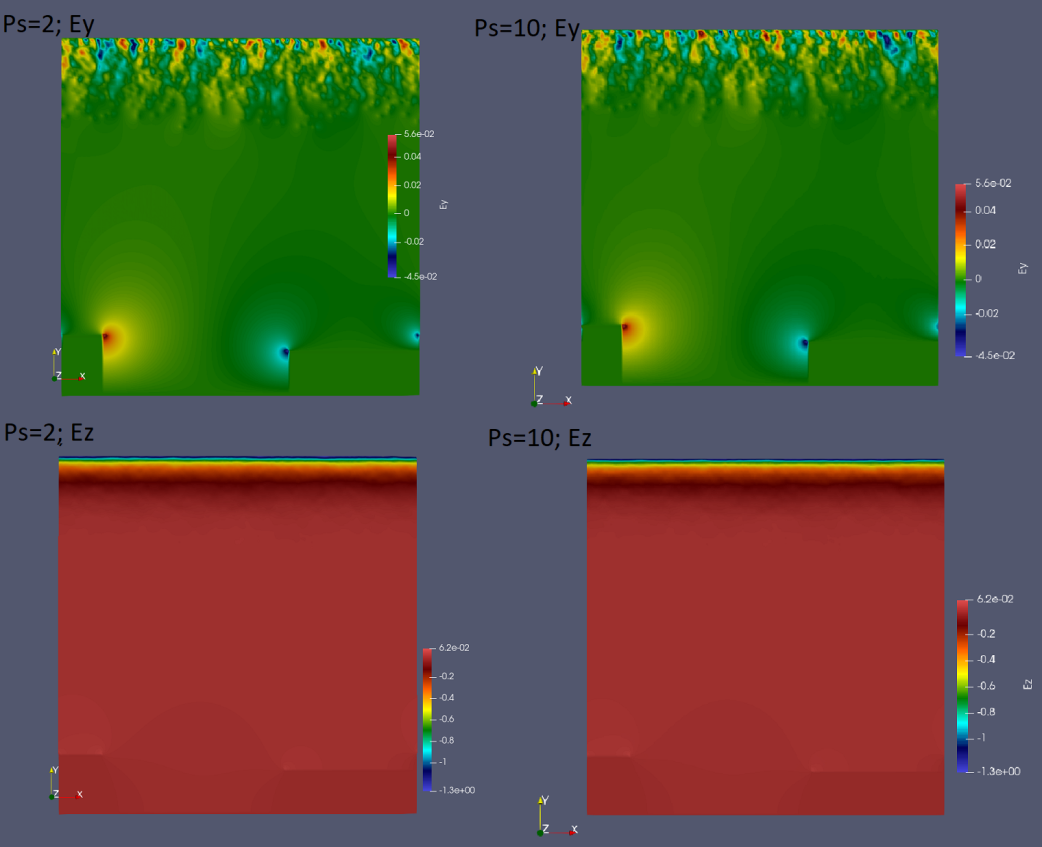 Ps=2; Ey
Ps=10; Ey
5.6e-02
0.04
0.02
0
-0.02
-4.5e-02
Ey
Y
Z
X
5.6e-02
0.04
0.02
0
-0.02
-4.5e-02
Ey
Y
Z
X
Ps=2; Ez
Ps=10; Ez
6.2e-02
-0.2
-0.4
-0.6
-0.8
-1
-1.3e+00
Y
Z
X
6.2e-02
-0.2
-0.4
-0.6
-0.8
-1
-1.3e+00
Ez
Y
Z
X